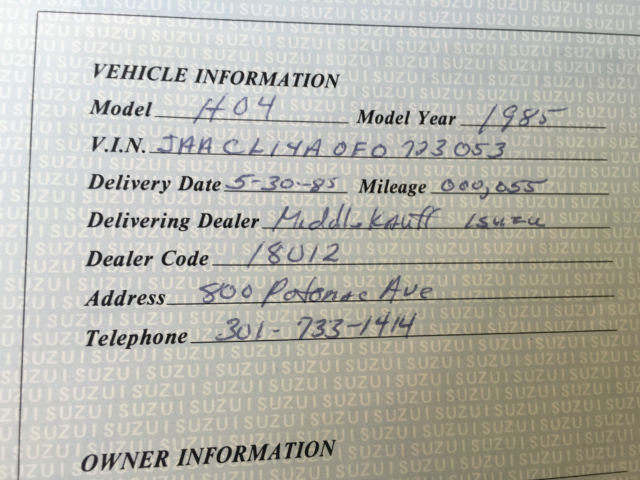 VEHICLE INFORMATION
Model H04 Model Year 1985
V.I.N. JAACL14A0F0723053
Delivery Date 5-30-85 Mileage 000,055
Delivering Dealer Middlekauff Isuzu
Dealer Code 18012
Address 800 Potomac Ave
Telephone 301-733-1414
OWNER INFORMATION